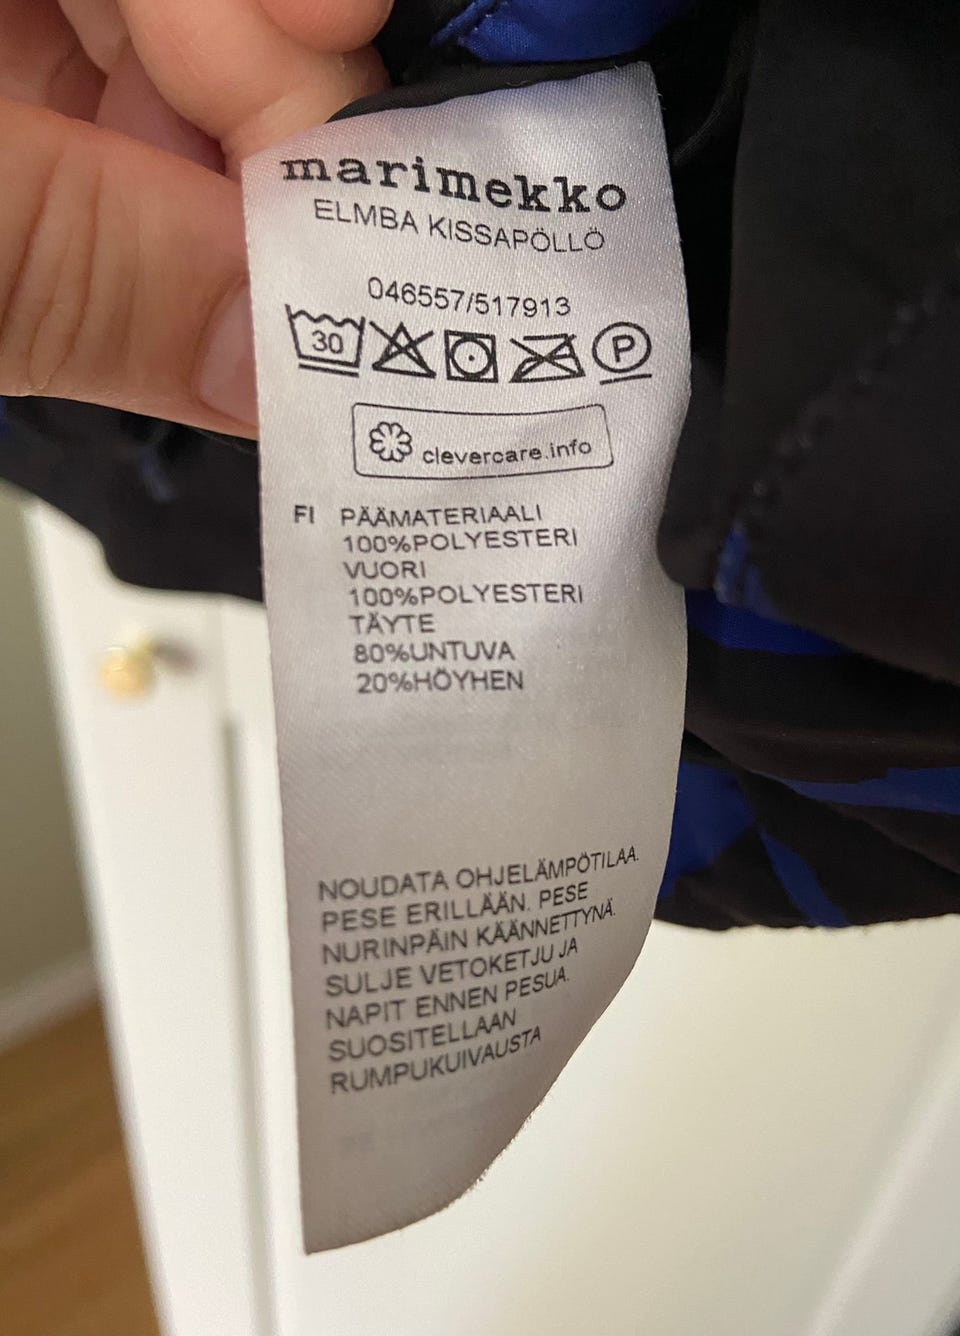 marimekko
ELMBA KISSAPÖLLÖ
046557/517913
30 P
clevercare.info
FI PÄÄMATERIAALI
100%POLYESTERI
VUORI
100%POLYESTERI
TÄYTE
80%UNTUVA
20%HÖYHEN
NOUDATA OHJELÄMPÖTILAA.
PESE ERILLÄÄN. PESE
NURINPÄIN KÄÄNNETTYNÄ.
SULJE VETOKETJU JA
NAPIT ENNEN PESUA.
SUOSITELLAAN
RUMPUKUIVAUSTA